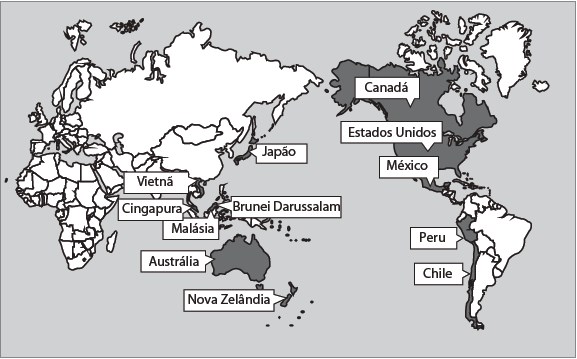 Canadá
Estados Unidos
Japão
México
Vietnã
Cingapura
Brunei Darussalam
Malásia
Peru
Austrália
Chile
Nova Zelândia